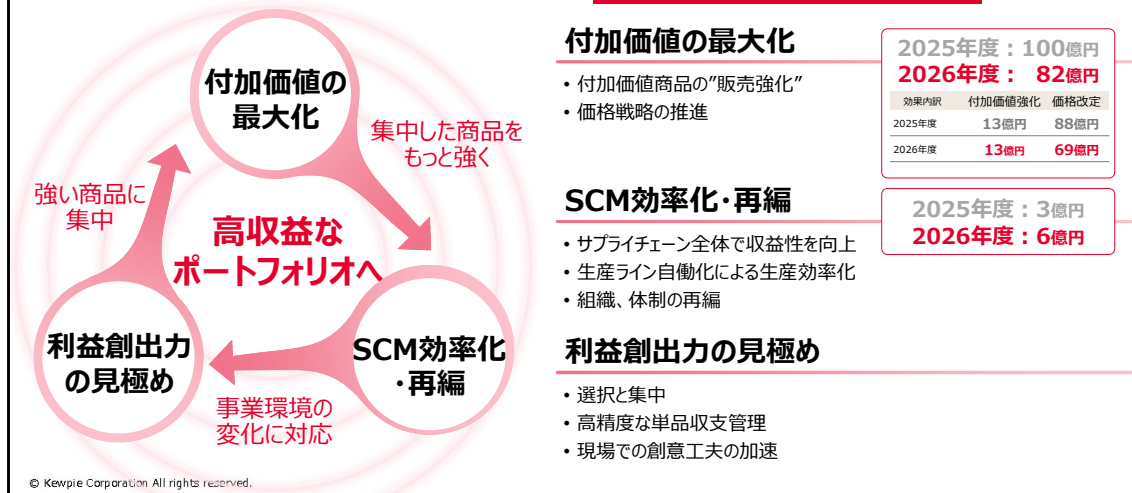 付加価値の
最大化
集中した商品を
もっと強く
強い商品に
集中
高収益な
ポートフォリオへ
利益創出力
の見極め
SCM効率化
・再編
事業環境の
変化に対応
付加価値の最大化
• 付加価値商品の”販売強化”
• 価格戦略の推進
2025年度：100億円
2026年度： 82億円
効果内訳 付加価値強化 価格改定
2025年度 13億円 88億円
2026年度 13億円 69億円
SCM効率化・再編
• サプライチェーン全体で収益性を向上
• 生産ライン自働化による生産効率化
• 組織、体制の再編
2025年度：3億円
2026年度：6億円
利益創出力の見極め
• 選択と集中
• 高精度な単品収支管理
• 現場での創意工夫の加速
© Kewpie Corporation All rights reserved.